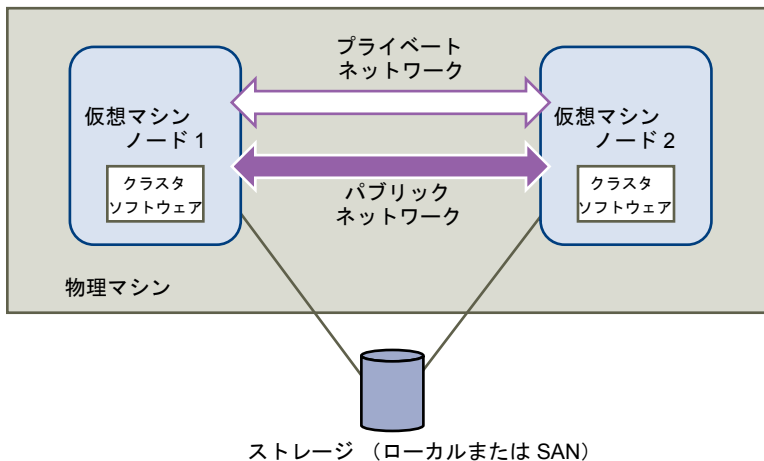 プライベート
ネットワーク
仮想マシン
ノード 1
仮想マシン
ノード 2
クラスタ
ソフトウェア
クラスタ
ソフトウェア
パブリック
ネットワーク
物理マシン
ストレージ （ローカルまたは SAN）